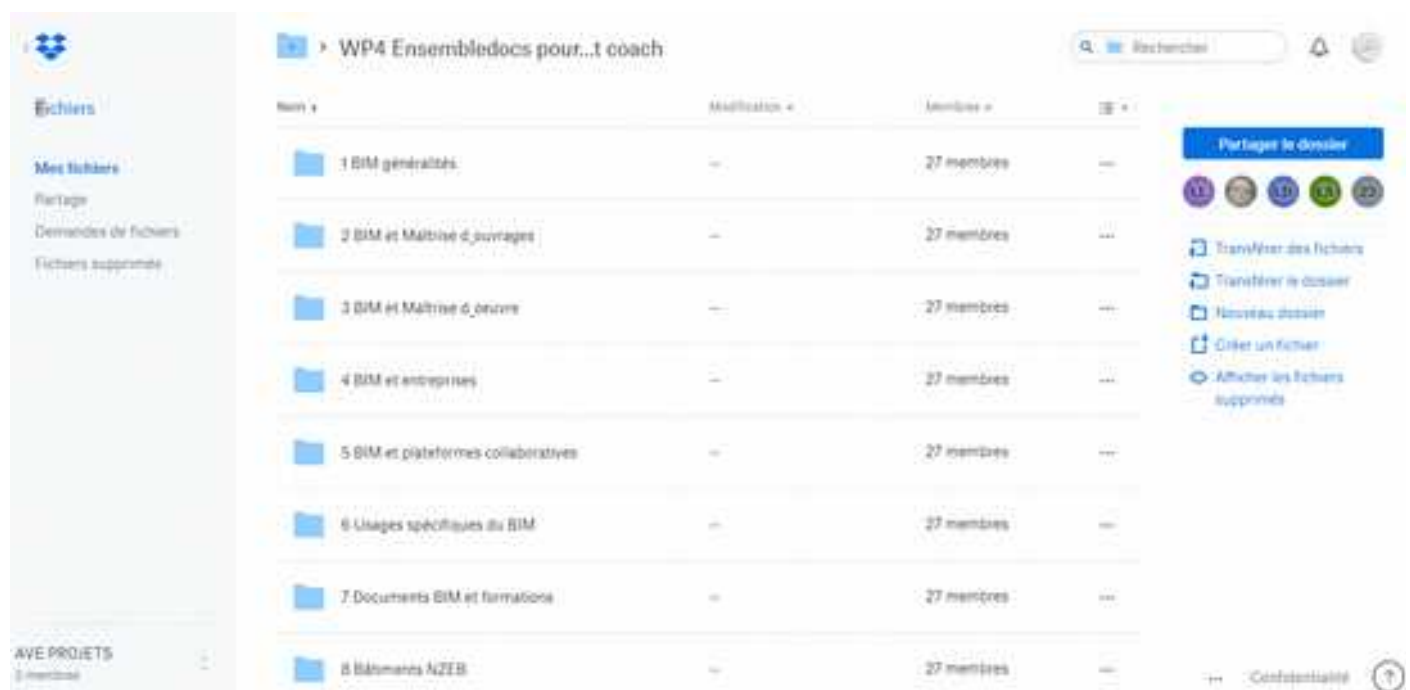 WP4 Ensembledocs pour...t coach
Rechercher
Fichiers
Mes fichiers
Partage
Demandes de fichiers
Fichiers supprimés
Nom
Modification
Membres
1 BIM généralités
--
27 membres
...
2 BIM et Maîtrise d_ouvrages
--
27 membres
...
3 BIM et Maîtrise d_oeuvre
--
27 membres
...
4 BIM et entreprises
--
27 membres
...
5 BIM et plateformes collaboratives
--
27 membres
...
6 Usages spécifiques du BIM
--
27 membres
...
7 Documents BIM et formations
--
27 membres
...
8 Bâtiments NZEB
--
27 membres
...
Partager le dossier
Transférer des fichiers
Transférer le dossier
Nouveau dossier
Créer un fichier
Afficher les fichiers
supprimés
AVE PROJETS
membres
... Confidentialité